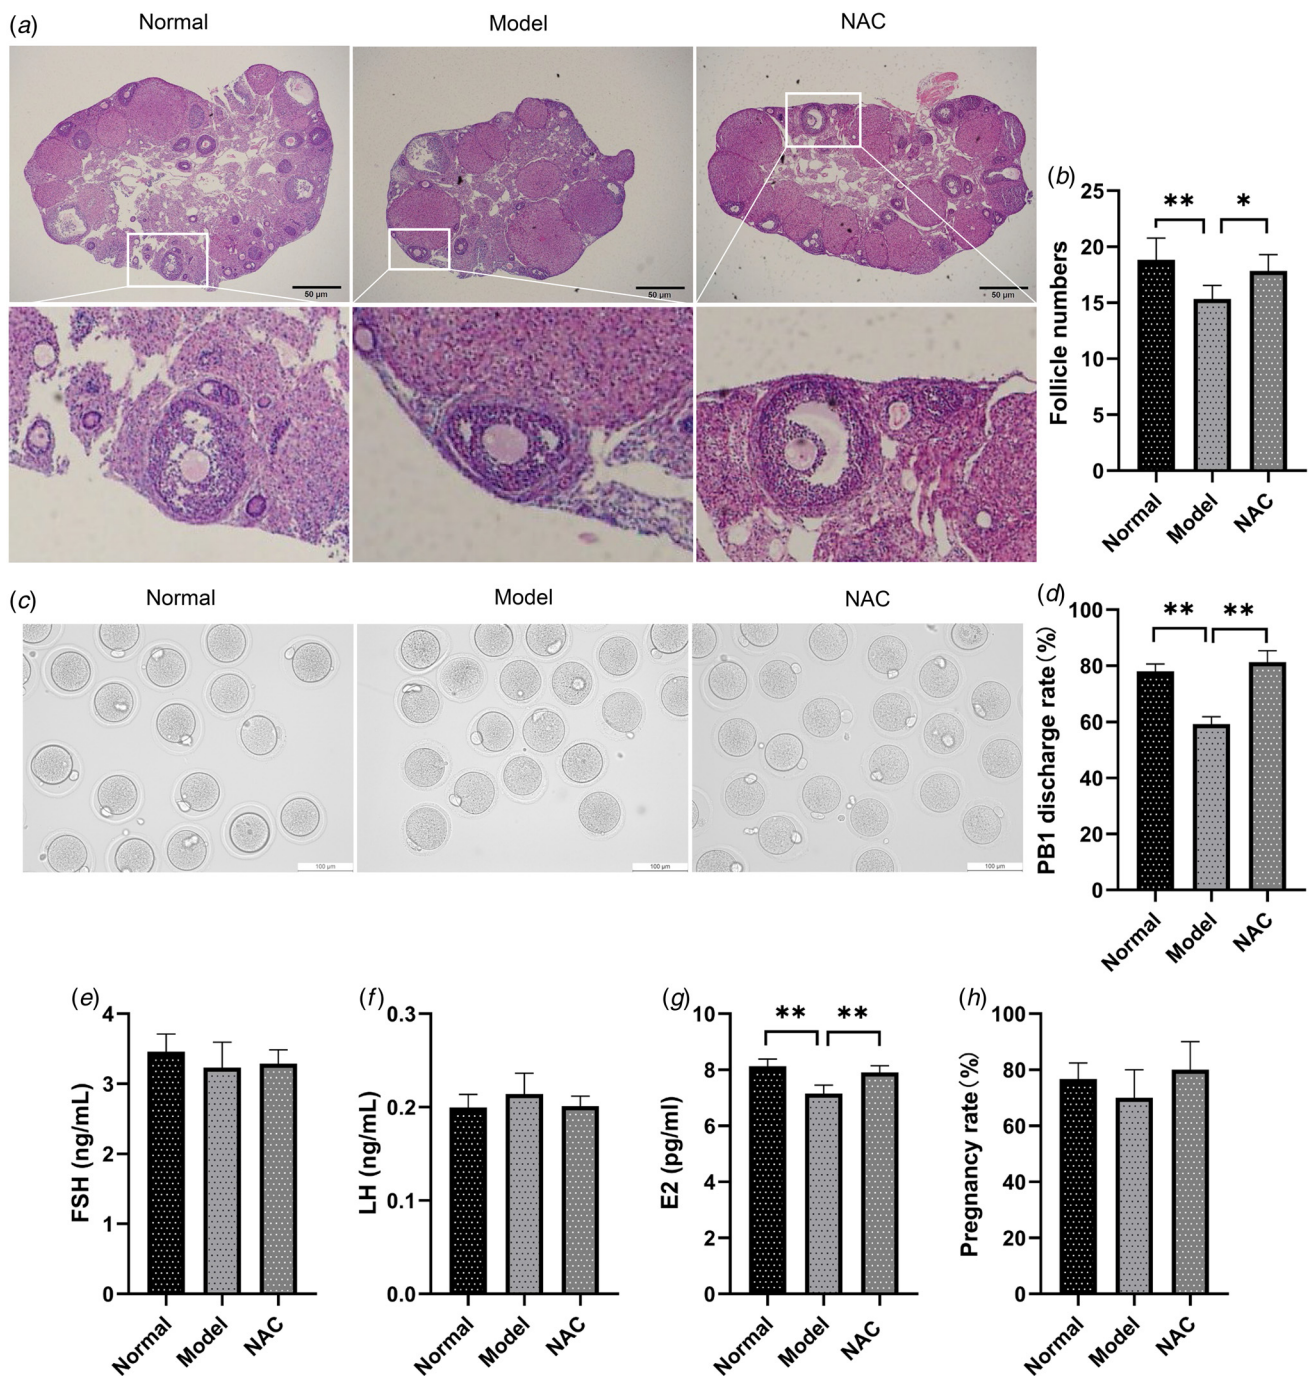 (a)
Normal
Model
NAC
50 µm
50 µm
50 µm
(b)
Follicle numbers
25
20
15
10
5
0
**
*
Normal
Model
NAC
(c)
Normal
Model
NAC
100 µm
100 µm
100 µm
(d)
PB1 discharge rate (%)
100
80
60
40
20
0
**
**
Normal
Model
NAC
(e)
FSH (ng/mL)
4
3
2
1
0
Normal
Model
NAC
(f)
LH (ng/mL)
0.3
0.2
0.1
0.0
Normal
Model
NAC
(g)
E2 (pg/ml)
10
8
6
4
2
0
**
**
Normal
Model
NAC
(h)
Pregnancy rate (%)
100
80
60
40
20
0
Normal
Model
NAC